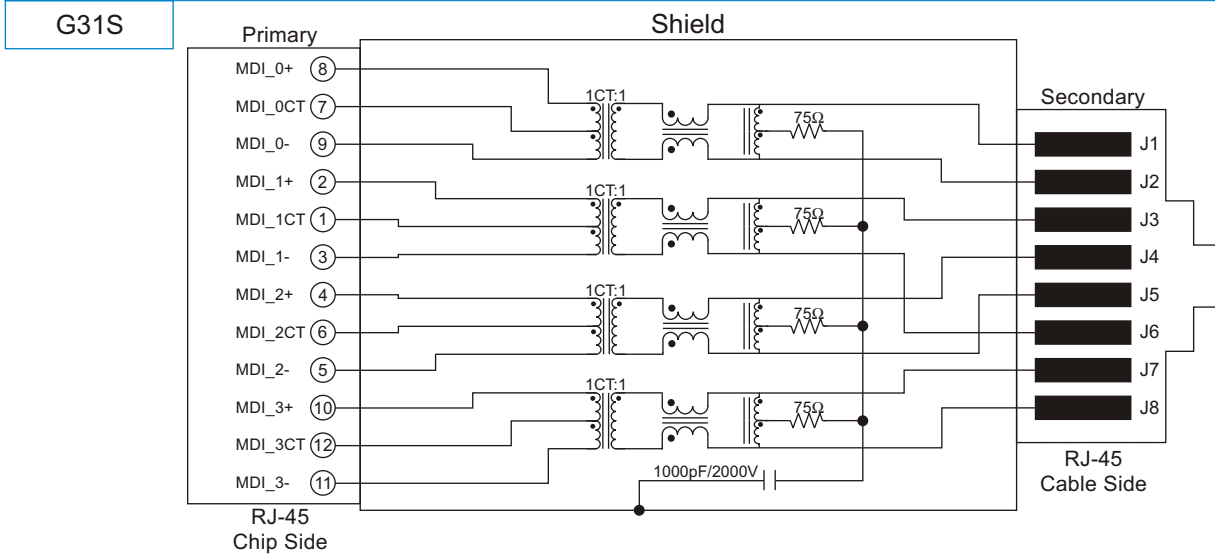 G31S
Shield
Primary
MDI_0+ 8
MDI_0CT 7
MDI_0- 9
MDI_1+ 2
MDI_1CT 1
MDI_1- 3
MDI_2+ 4
MDI_2CT 6
MDI_2- 5
MDI_3+ 10
MDI_3CT 12
MDI_3- 11
RJ-45
Chip Side
1CT:1
75Ω
1CT:1
75Ω
1CT:1
75Ω
1CT:1
75Ω
1000pF/2000V
Secondary
J1
J2
J3
J4
J5
J6
J7
J8
RJ-45
Cable Side